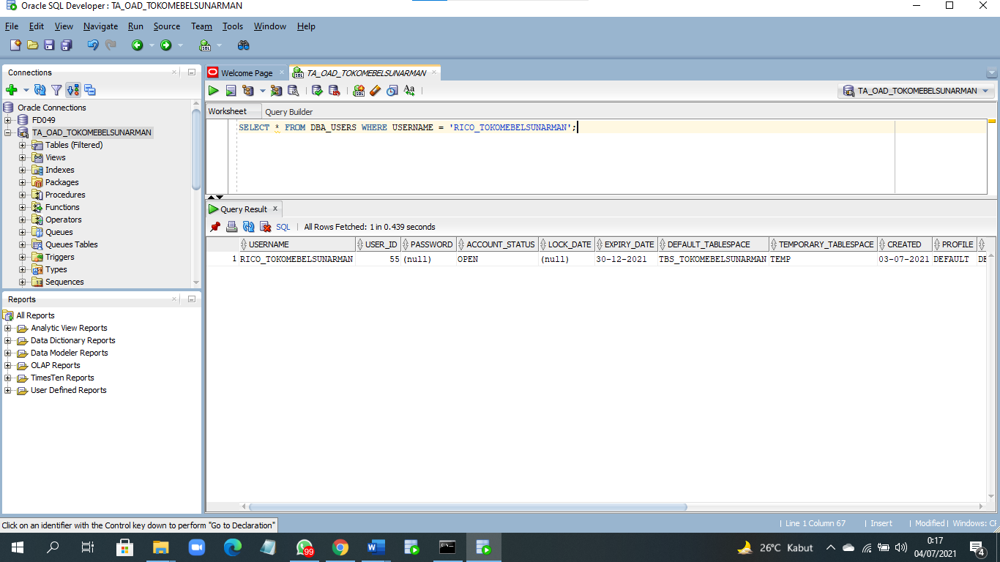 Oracle SQL Developer : TA_OAD_TOKOMEBELSUNARMAN
File Edit View Navigate Run Source Team Tools Window Help
Connections
Oracle Connections
FD049
TA_OAD_TOKOMEBELSUNARMAN
Tables (Filtered)
Views
Indexes
Packages
Procedures
Functions
Operators
Queues
Queues Tables
Triggers
Types
Sequences
Reports
All Reports
Analytic View Reports
Data Dictionary Reports
Data Modeler Reports
OLAP Reports
TimesTen Reports
User Defined Reports
Welcome Page TA_OAD_TOKOMEBELSUNARMAN
TA_OAD_TOKOMEBELSUNARMAN
Worksheet Query Builder
SELECT * FROM DBA_USERS WHERE USERNAME = 'RICO_TOKOMEBELSUNARMAN';
Query Result
SQL All Rows Fetched: 1 in 0.439 seconds
USERNAME USER_ID PASSWORD ACCOUNT_STATUS LOCK_DATE EXPIRY_DATE DEFAULT_TABLESPACE TEMPORARY_TABLESPACE CREATED PROFILE
1 RICO_TOKOMEBELSUNARMAN 55 (null) OPEN (null) 30-12-2021 TBS_TOKOMEBELSUNARMAN TEMP 03-07-2021 DEFAULT DE
Click on an identifier with the Control key down to perform "Go to Declaration"
Line 1 Column 67 Insert Modified Windows: CF
99
26°C Kabut
0:17
04/07/2021
4